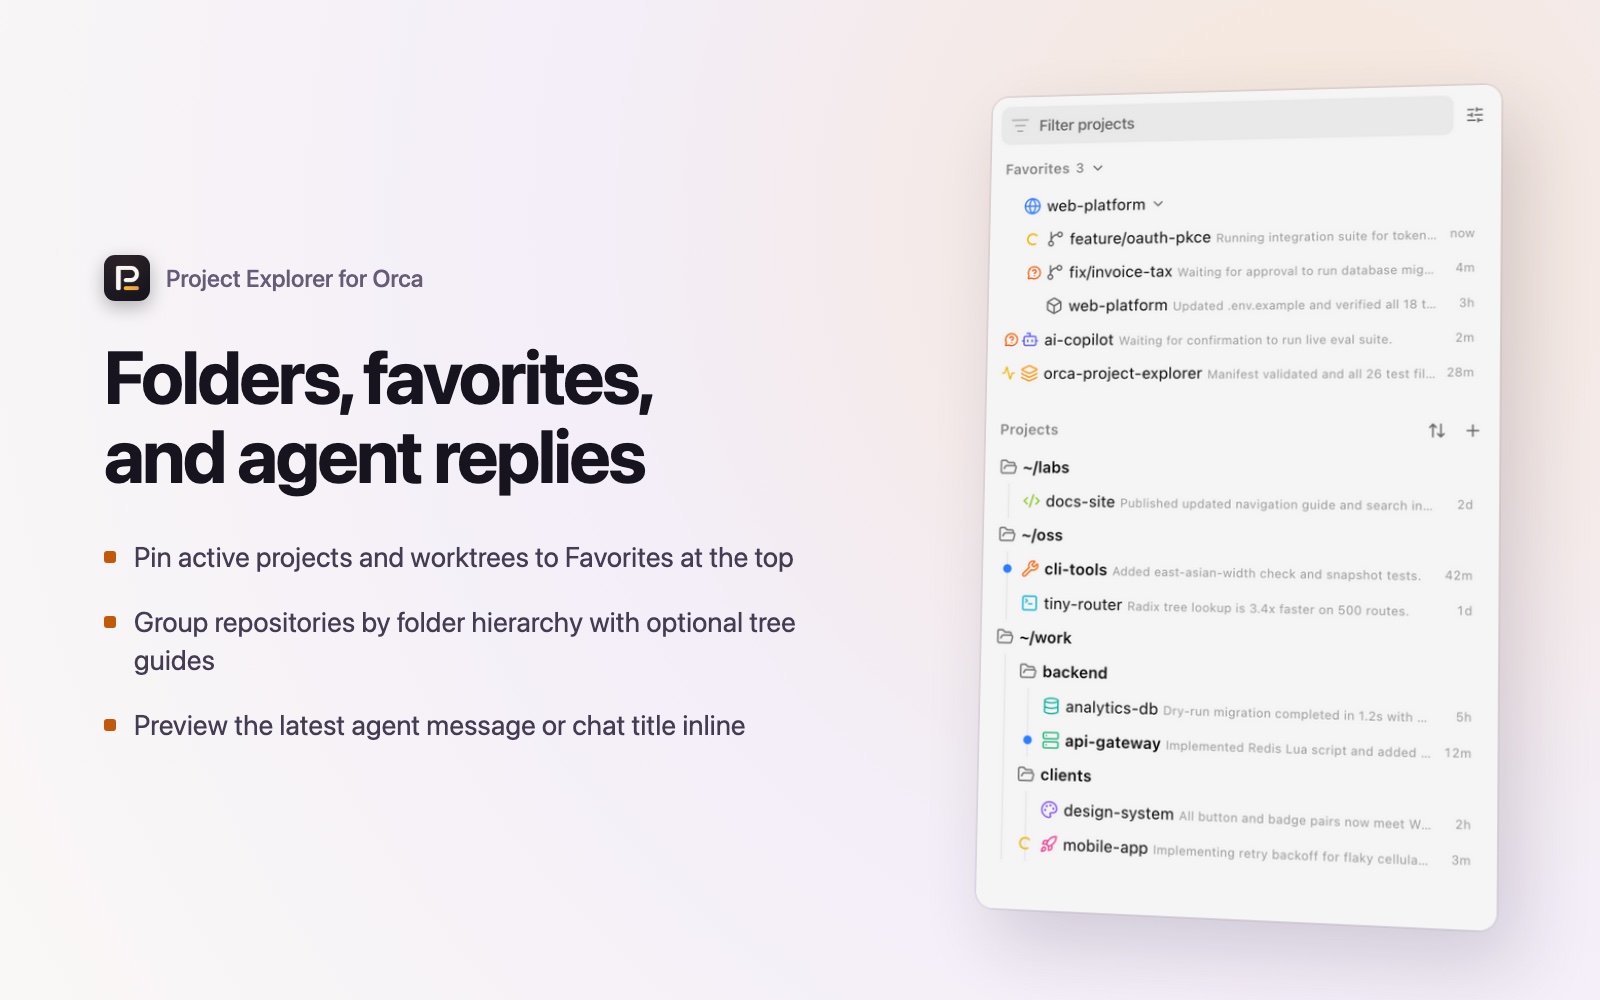 Project Explorer for Orca
Folders, favorites,
and agent replies
Pin active projects and worktrees to Favorites at the top
Group repositories by folder hierarchy with optional tree
guides
Preview the latest agent message or chat title inline
Filter projects
Favorites 3
web-platform
feature/oauth-pkce Running integration suite for token... now
fix/invoice-tax Waiting for approval to run database mig... 4m
web-platform Updated .env.example and verified all 18 t... 3h
ai-copilot Waiting for confirmation to run live eval suite. 2m
orca-project-explorer Manifest validated and all 26 test fil... 28m
Projects
~/labs
docs-site Published updated navigation guide and search in... 2d
~/oss
cli-tools Added east-asian-width check and snapshot tests. 42m
tiny-router Radix tree lookup is 3.4x faster on 500 routes. 1d
~/work
backend
analytics-db Dry-run migration completed in 1.2s with ... 5h
api-gateway Implemented Redis Lua script and added ... 12m
clients
design-system All button and badge pairs now meet W... 2h
mobile-app Implementing retry backoff for flaky cellula... 3m